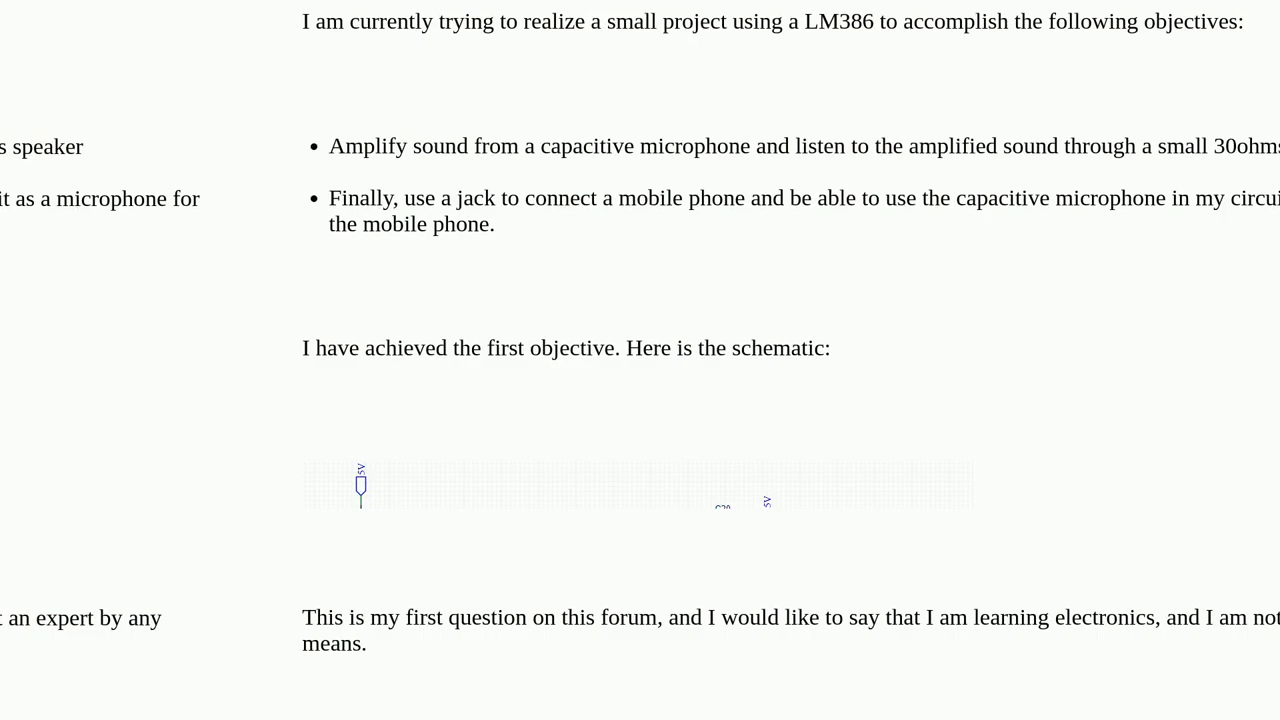 I am currently trying to realize a small project using a LM386 to accomplish the following objectives:
s speaker
• Amplify sound from a capacitive microphone and listen to the amplified sound through a small 30ohms
it as a microphone for
• Finally, use a jack to connect a mobile phone and be able to use the capacitive microphone in my circui
the mobile phone.
I have achieved the first objective. Here is the schematic:
5V
5V
t an expert by any
This is my first question on this forum, and I would like to say that I am learning electronics, and I am not
means.